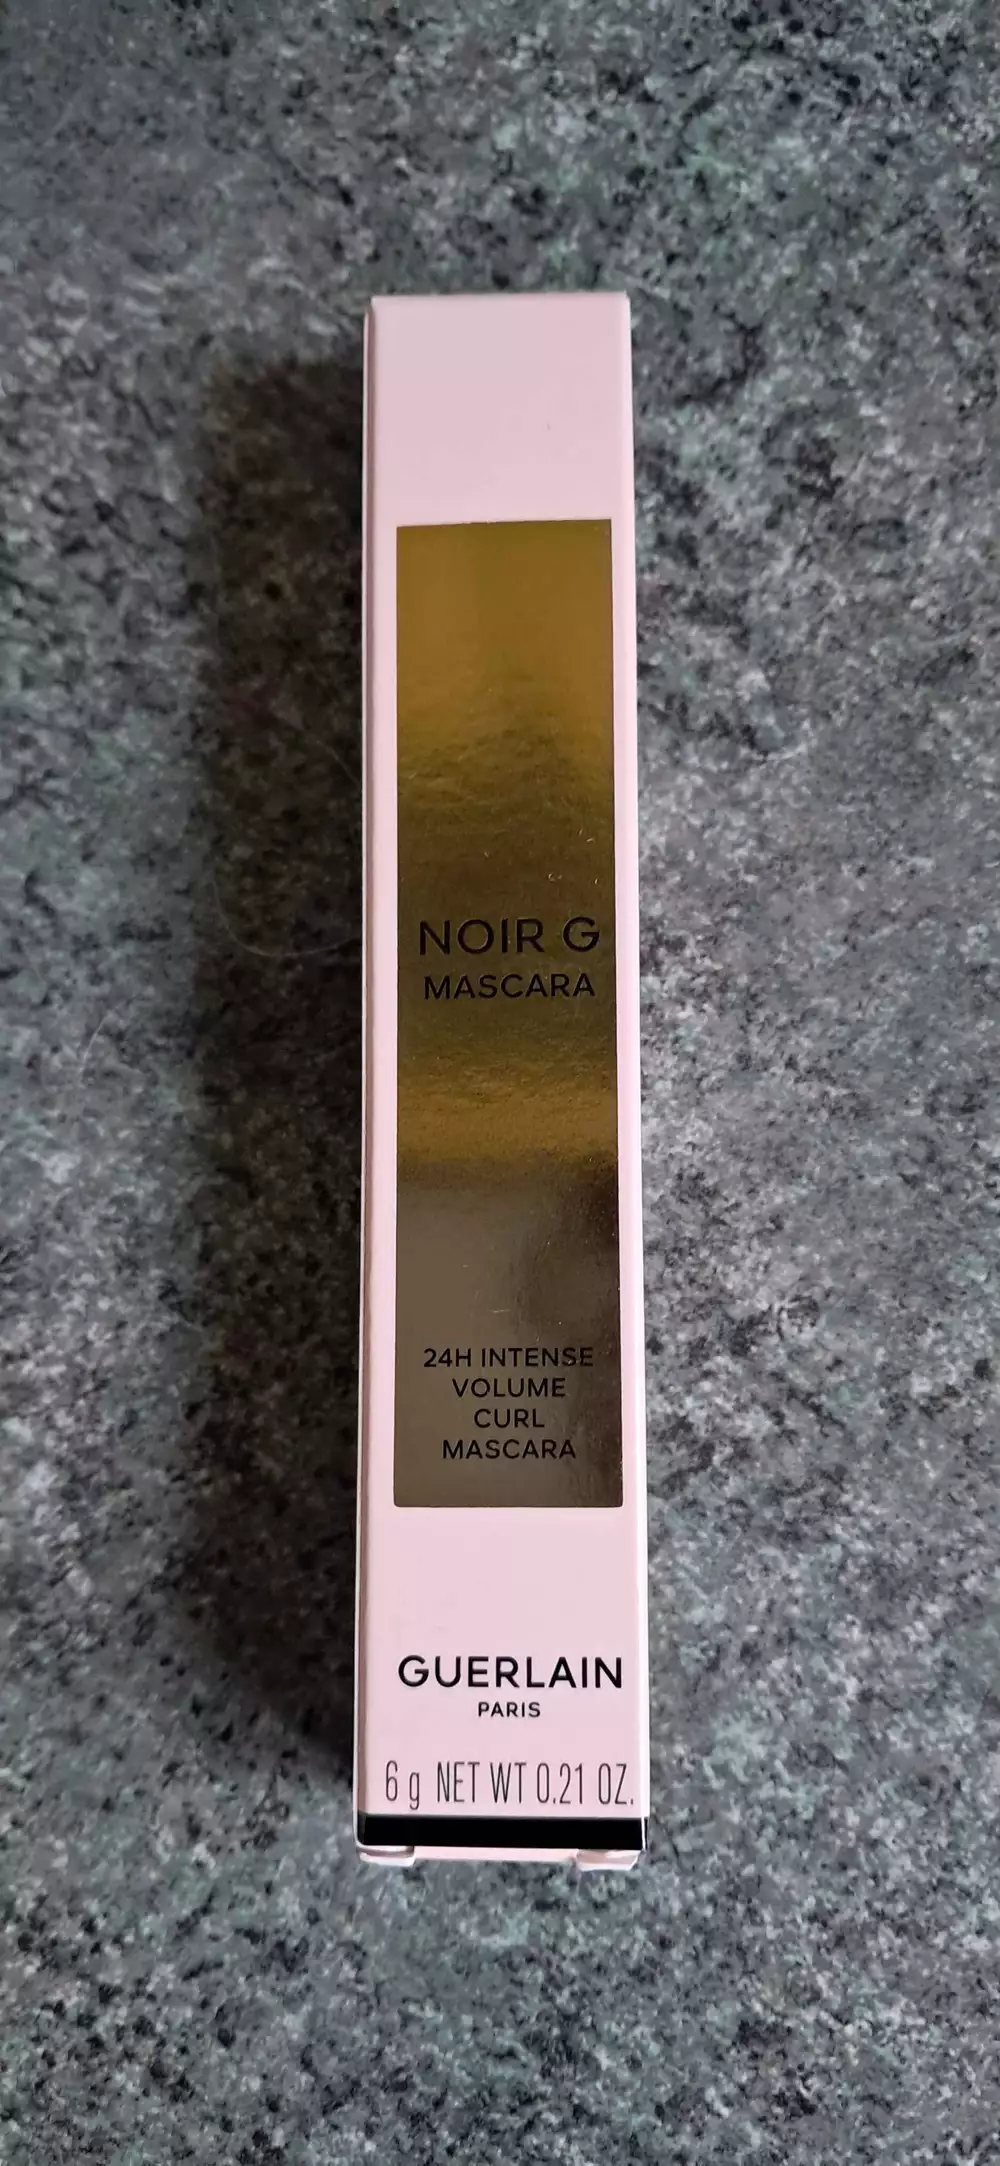 NOIR G
MASCARA
24H INTENSE
VOLUME
CURL
MASCARA
GUERLAIN
PARIS
6 g NET WT 0.21 OZ.